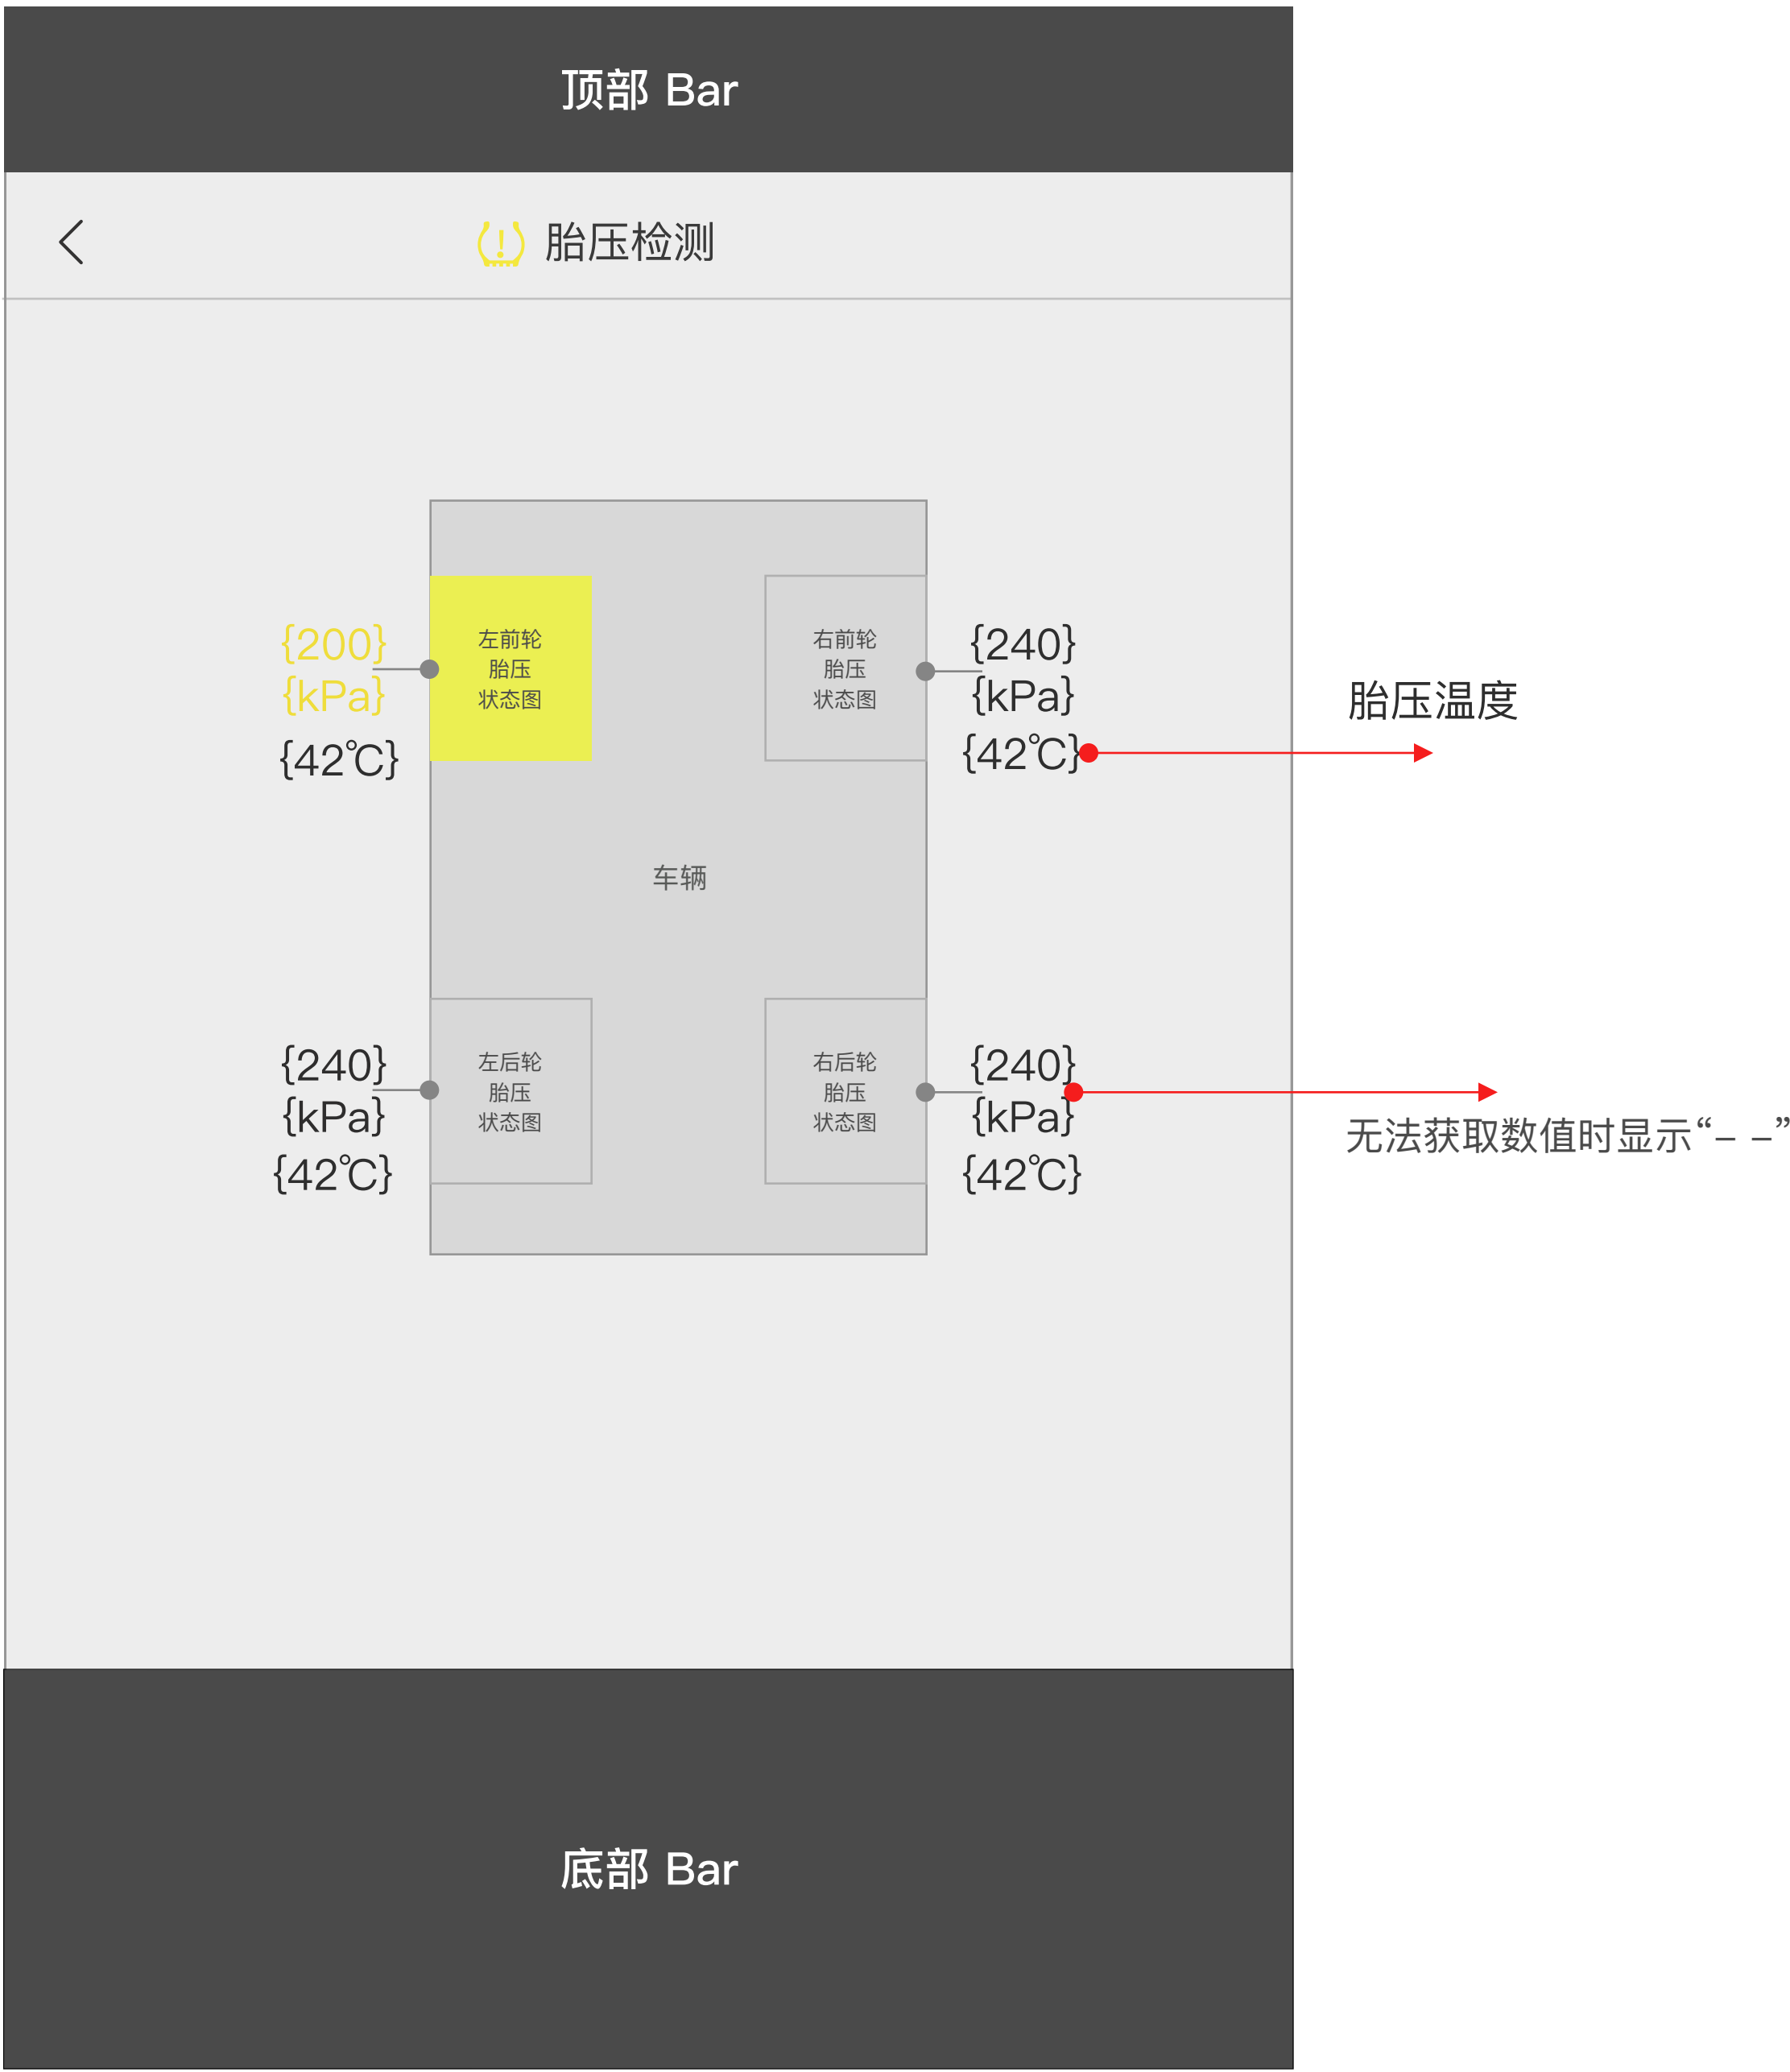 顶部 Bar
胎压检测
{200}
{kPa}
{42℃}
左前轮
胎压
状态图
右前轮
胎压
状态图
{240}
{kPa}
{42℃}
胎压温度
车辆
{240}
{kPa}
{42℃}
左后轮
胎压
状态图
右后轮
胎压
状态图
{240}
{kPa}
{42℃}
无法获取数值时显示“– –”
底部 Bar